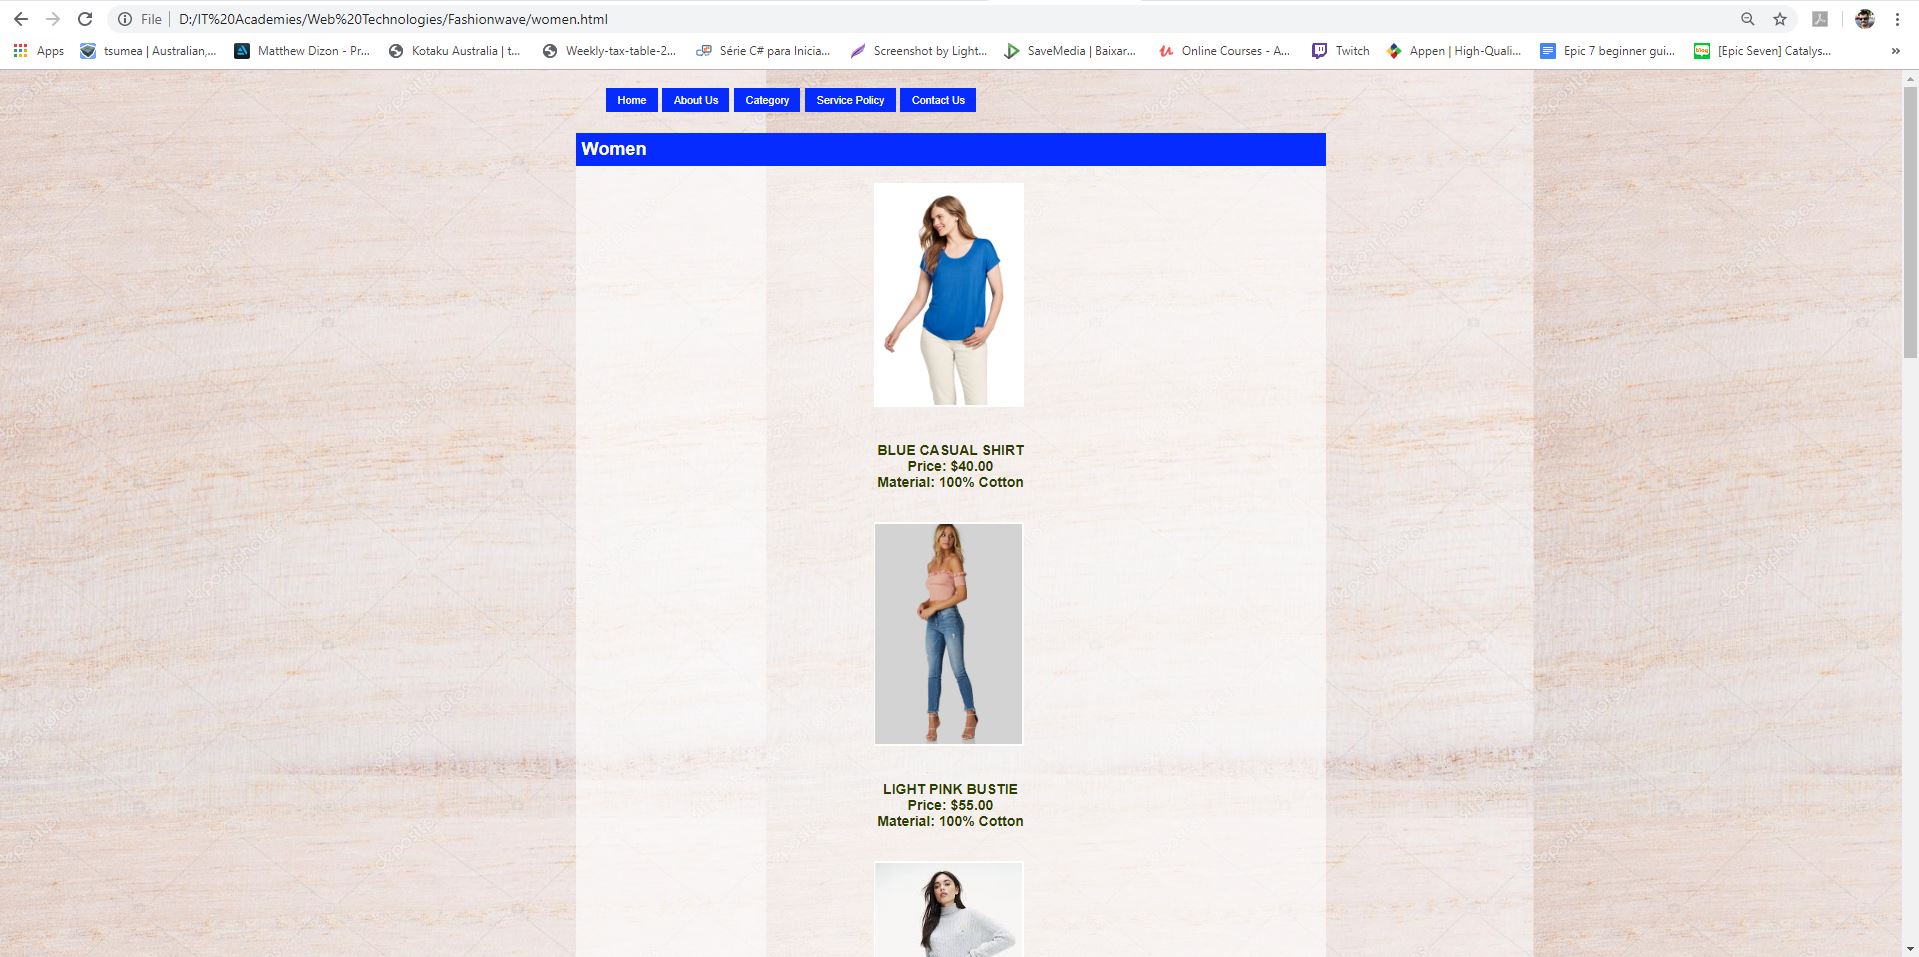 File | D:/IT%20Academies/Web%20Technologies/Fashionwave/women.html
Apps tsumea | Australian,... Matthew Dizon - Pr... Kotaku Australia | t... Weekly-tax-table-2... Série C# para Inicia... Screenshot by Light... SaveMedia | Baixar... Online Courses - A... Twitch Appen | High-Quali... Epic 7 beginner gui... [Epic Seven] Catalys... »
Home About Us Category Service Policy Contact Us
Women
BLUE CASUAL SHIRT
Price: $40.00
Material: 100% Cotton
LIGHT PINK BUSTIE
Price: $55.00
Material: 100% Cotton
depositphotos